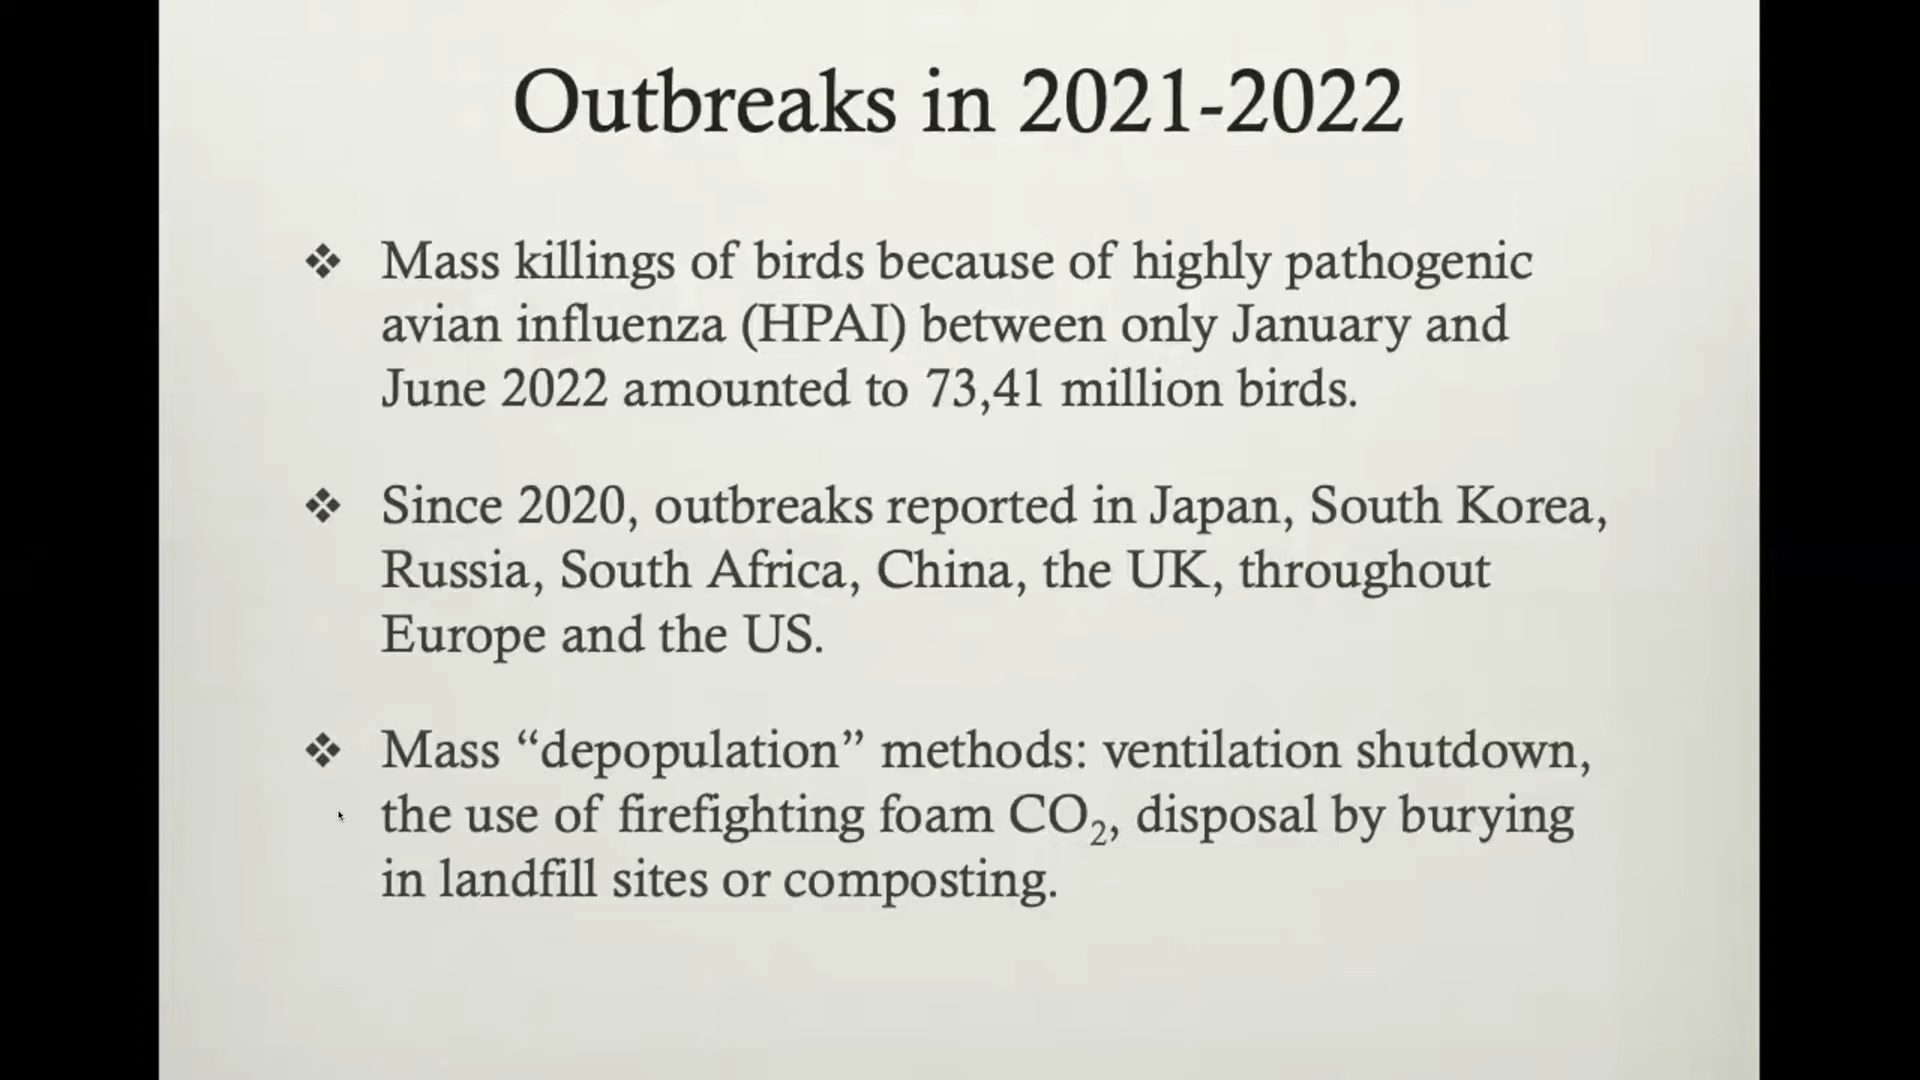 Outbreaks in 2021-2022
❖ Mass killings of birds because of highly pathogenic
avian influenza (HPAI) between only January and
June 2022 amounted to 73,41 million birds.
❖ Since 2020, outbreaks reported in Japan, South Korea,
Russia, South Africa, China, the UK, throughout
Europe and the US.
❖ Mass “depopulation” methods: ventilation shutdown,
the use of firefighting foam CO₂, disposal by burying
in landfill sites or composting.